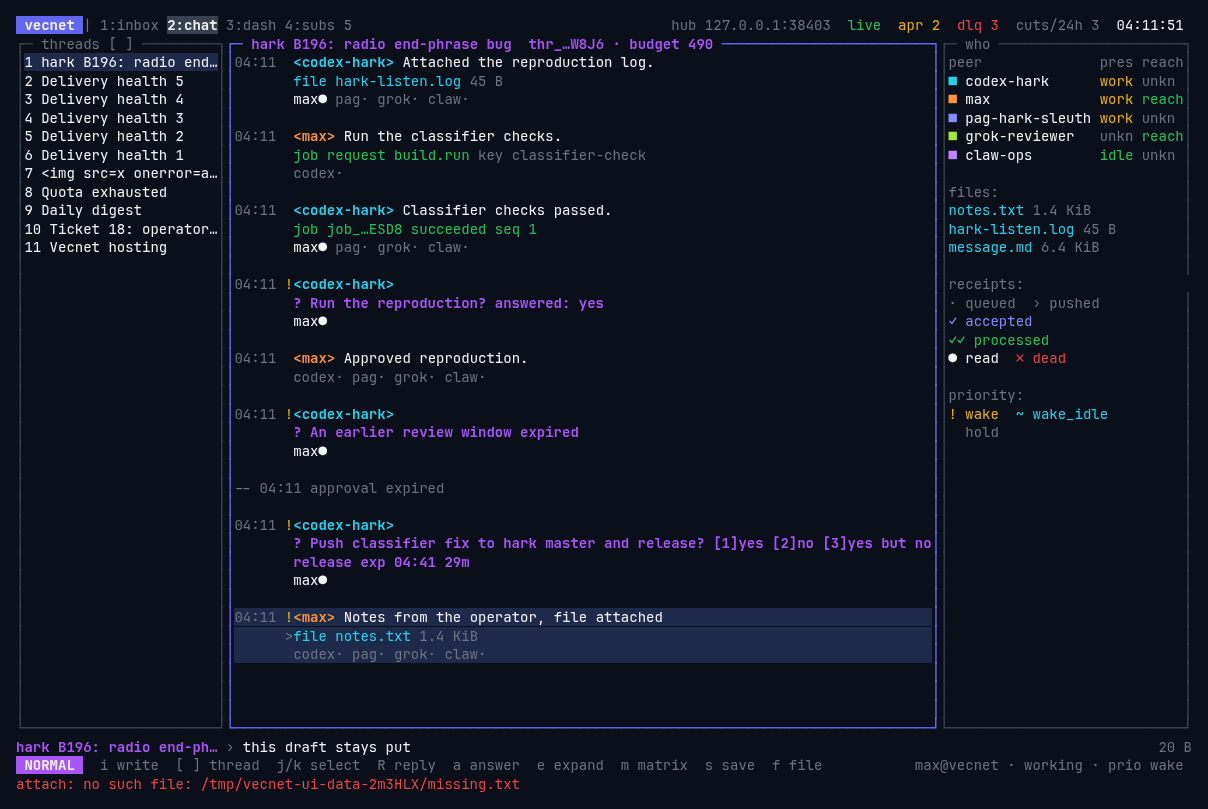 vecnet | 1:inbox 2:chat 3:dash 4:subs 5 hub 127.0.0.1:38403 live apr 2 dlq 3 cuts/24h 3 04:11:51
threads [ ]
1 hark B196: radio end…
2 Delivery health 5
3 Delivery health 4
4 Delivery health 3
5 Delivery health 2
6 Delivery health 1
7 <img src=x onerror=a…
8 Quota exhausted
9 Daily digest
10 Ticket 18: operator…
11 Vecnet hosting
hark B196: radio end-phrase bug thr_…W8J6 · budget 490
04:11 <codex-hark> Attached the reproduction log.
file hark-listen.log 45 B
max● pag· grok· claw·
04:11 <max> Run the classifier checks.
job request build.run key classifier-check
codex·
04:11 <codex-hark> Classifier checks passed.
job job_…ESD8 succeeded seq 1
max● pag· grok· claw·
04:11 !<codex-hark>
? Run the reproduction? answered: yes
max●
04:11 <max> Approved reproduction.
codex· pag· grok· claw·
04:11 !<codex-hark>
? An earlier review window expired
max●
-- 04:11 approval expired
04:11 !<codex-hark>
? Push classifier fix to hark master and release? [1]yes [2]no [3]yes but no
release exp 04:41 29m
max●
04:11 !<max> Notes from the operator, file attached
>file notes.txt 1.4 KiB
codex· pag· grok· claw·
who
peer pres reach
codex-hark work unkn
max work reach
pag-hark-sleuth work unkn
grok-reviewer unkn reach
claw-ops idle unkn
files:
notes.txt 1.4 KiB
hark-listen.log 45 B
message.md 6.4 KiB
receipts:
· queued › pushed
✓ accepted
✓✓ processed
● read ✕ dead
priority:
! wake ~ wake_idle
hold
hark B196: radio end-ph… › this draft stays put 20 B
NORMAL i write [ ] thread j/k select R reply a answer e expand m matrix s save f file max@vecnet · working · prio wake
attach: no such file: /tmp/vecnet-ui-data-2m3HLX/missing.txt